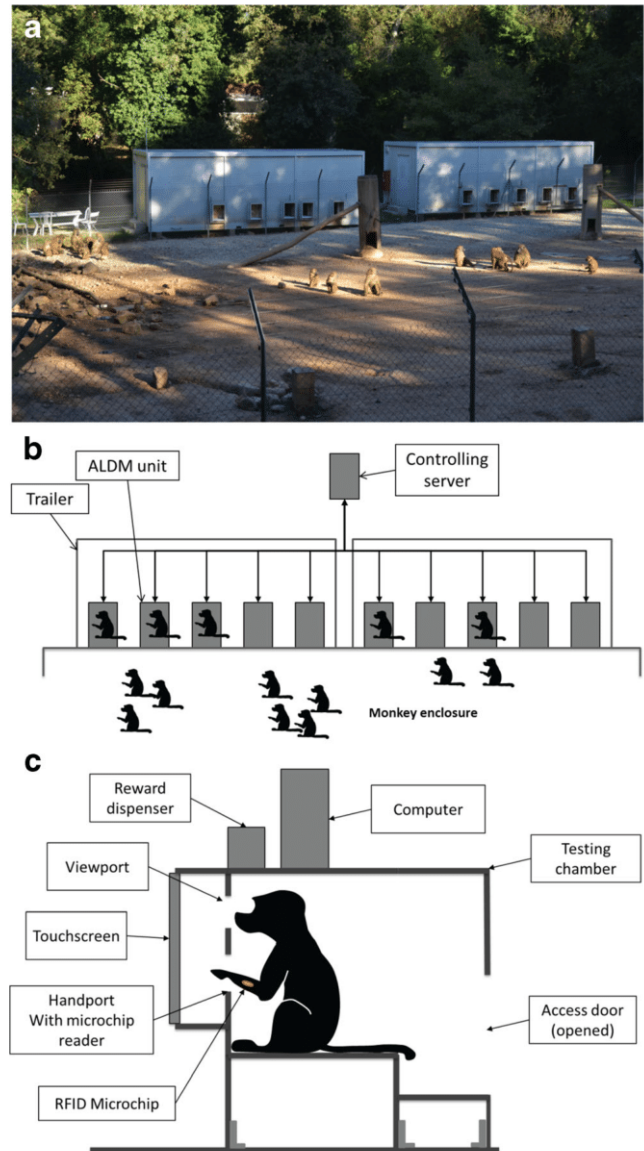 a
b
ALDM unit
Controlling
server
Trailer
Monkey enclosure
c
Reward
dispenser
Computer
Viewport
Testing
chamber
Touchscreen
Handport
With microchip
reader
Access door
(opened)
RFID Microchip